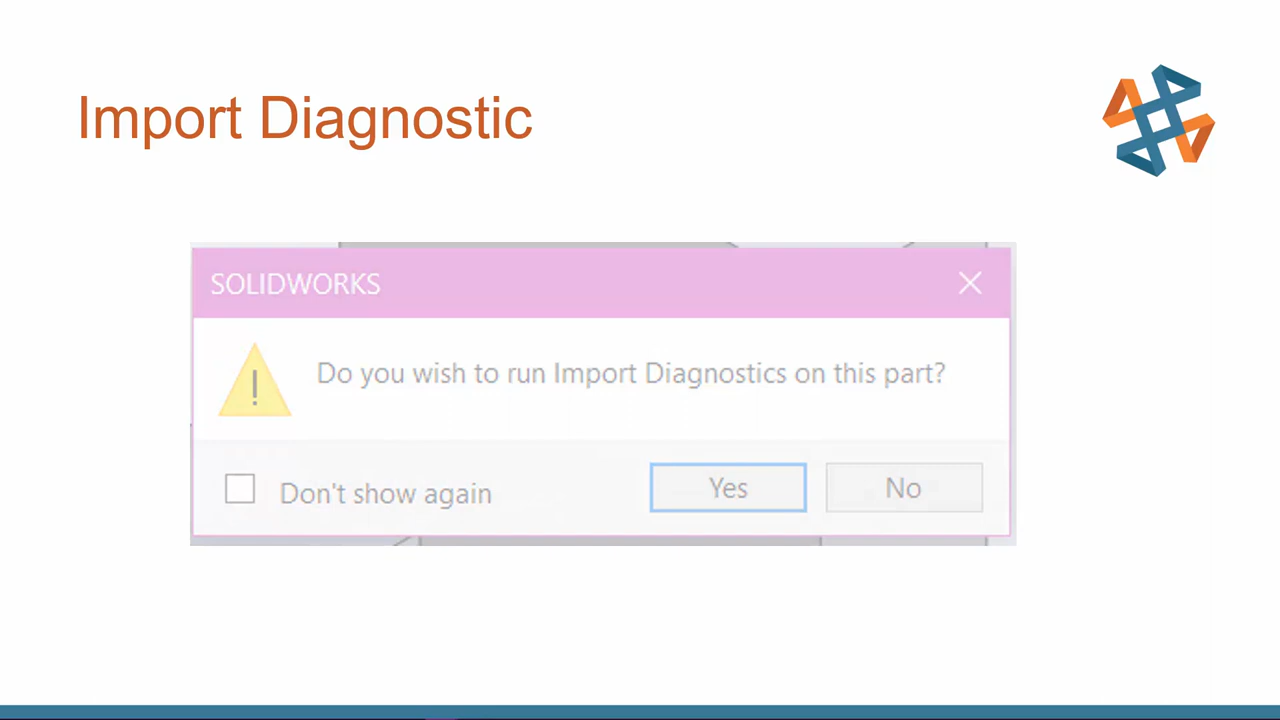 Import Diagnostic
SOLIDWORKS
Do you wish to run Import Diagnostics on this part?
Don't show again
Yes
No